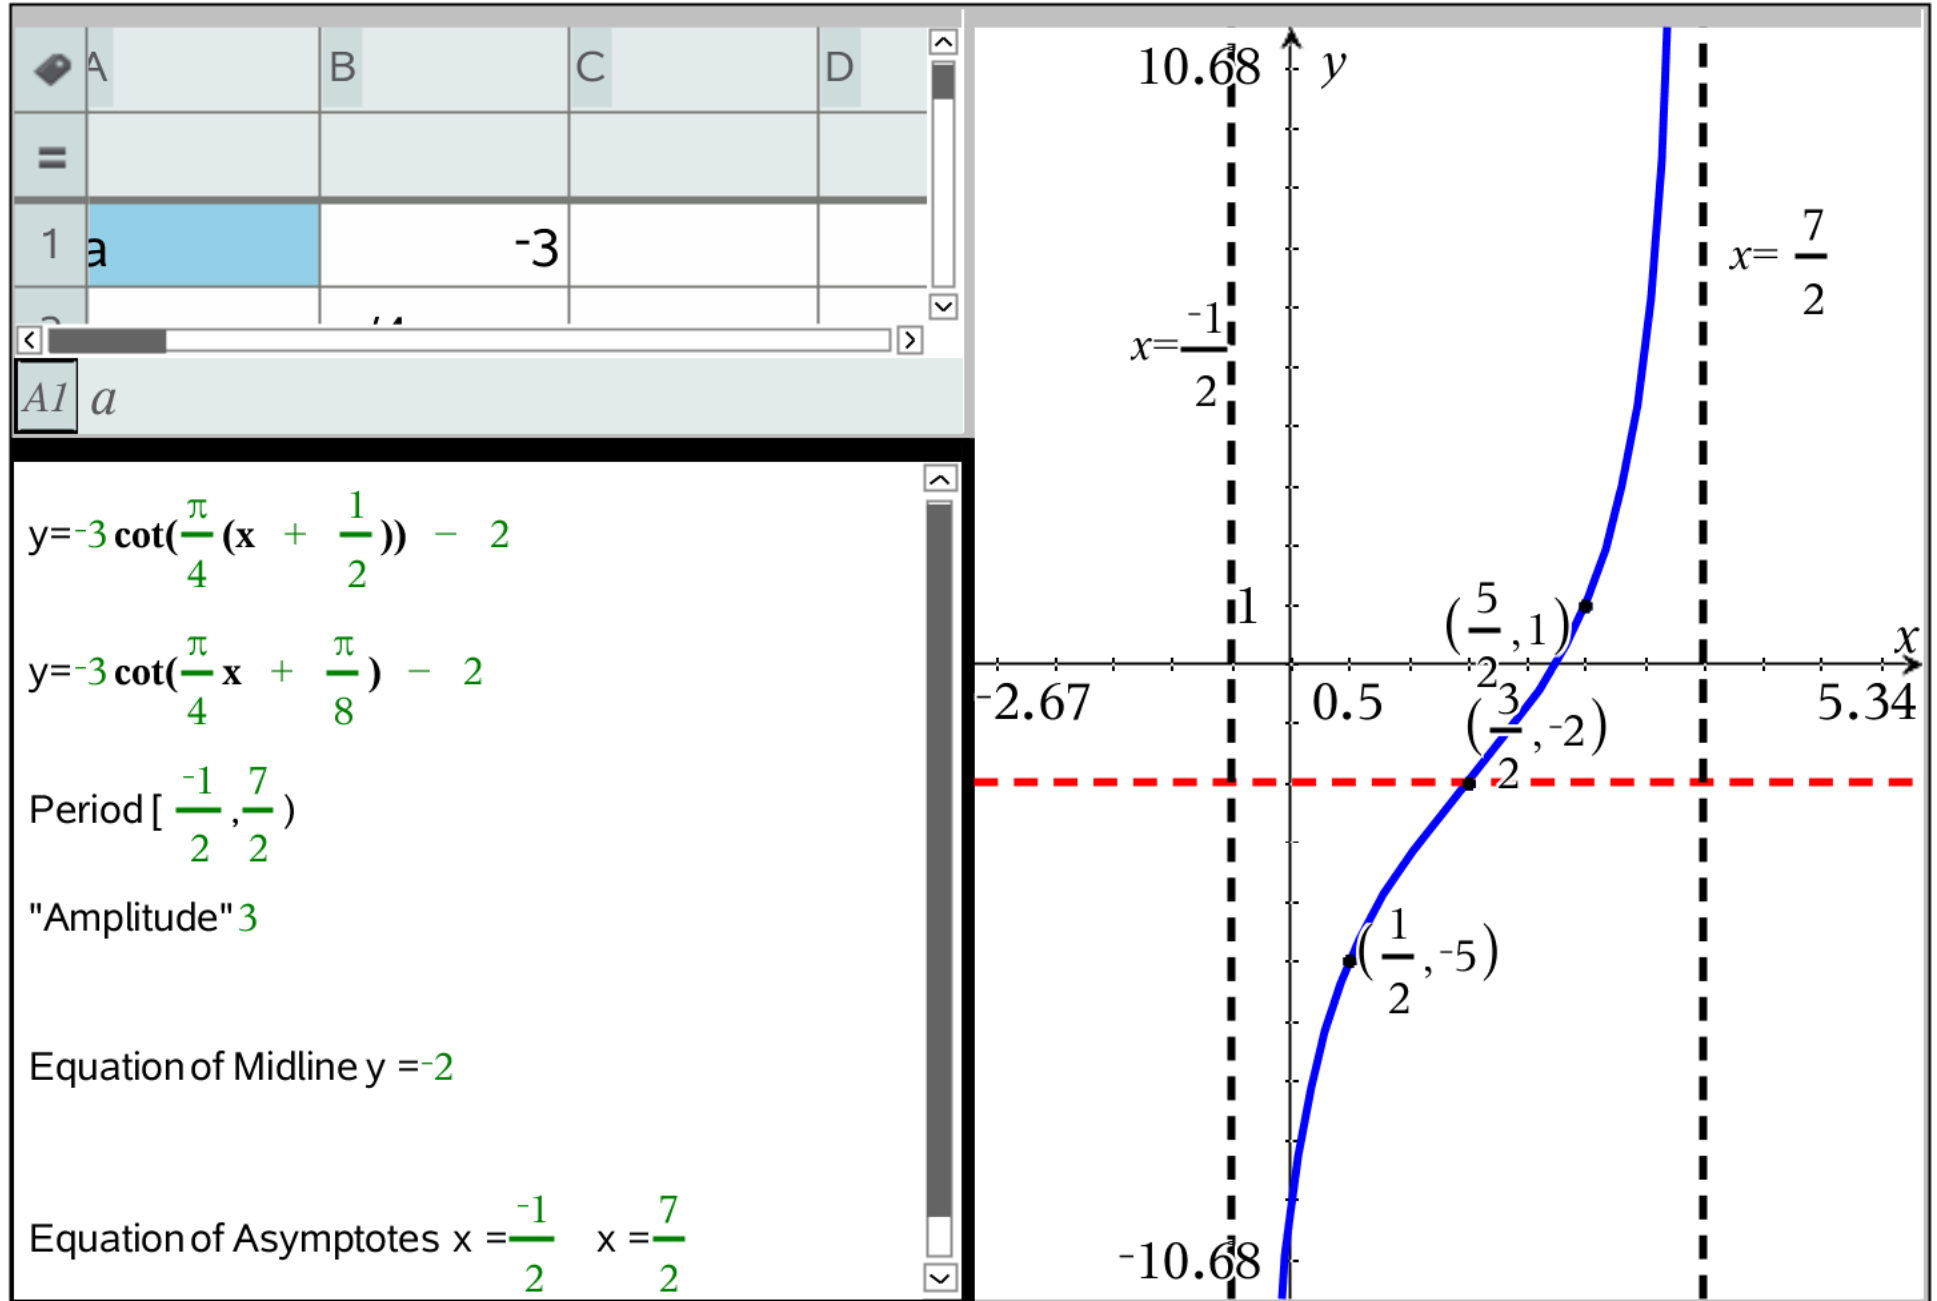 A B C D
=
1 a -3
A1 a
y=-3 cot(π/4 (x + 1/2)) - 2
y=-3 cot(π/4 x + π/8) - 2
Period [ -1/2 , 7/2 )
"Amplitude" 3
Equation of Midline y =-2
Equation of Asymptotes x =-1/2 x =7/2
10.68 y
x= 7/2
x=-1/2
1
(5/2 ,1)
x
-2.67 0.5 5.34
(3/2 ,-2)
(1/2 ,-5)
-10.68